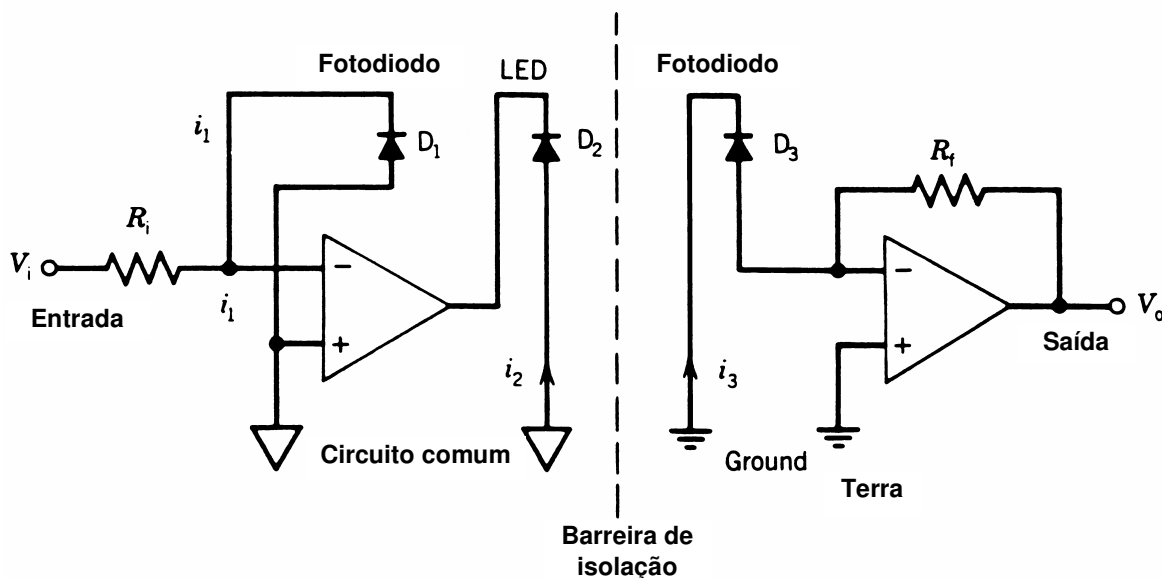 Fotodiodo
LED
Fotodiodo
i1
D1
D2
D3
Rf
Ri
Vi
−
−
i1
Vo
Entrada
Saída
+
+
i2
i3
Circuito comum
Ground
Terra
Barreira de
isolação